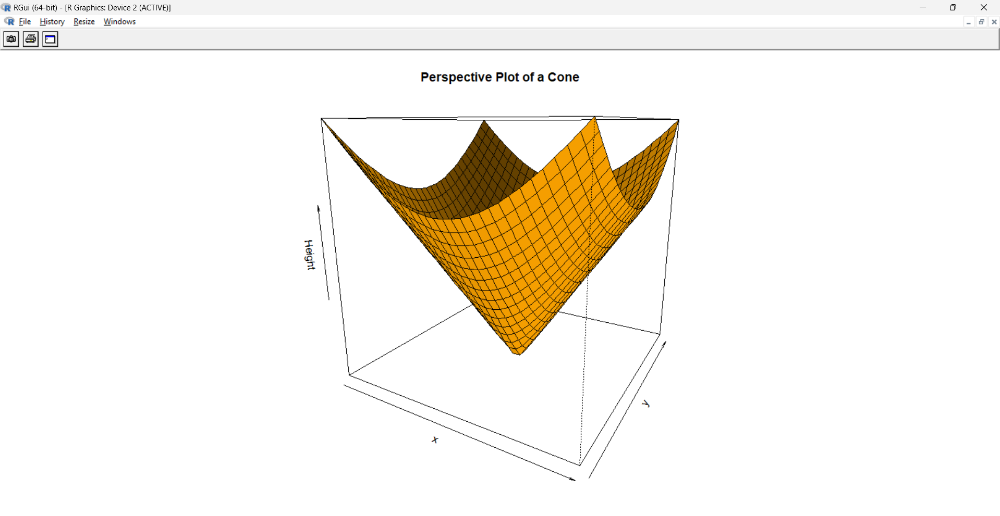 RGui (64-bit) - [R Graphics: Device 2 (ACTIVE)]
File History Resize Windows
Perspective Plot of a Cone
Height
x
y